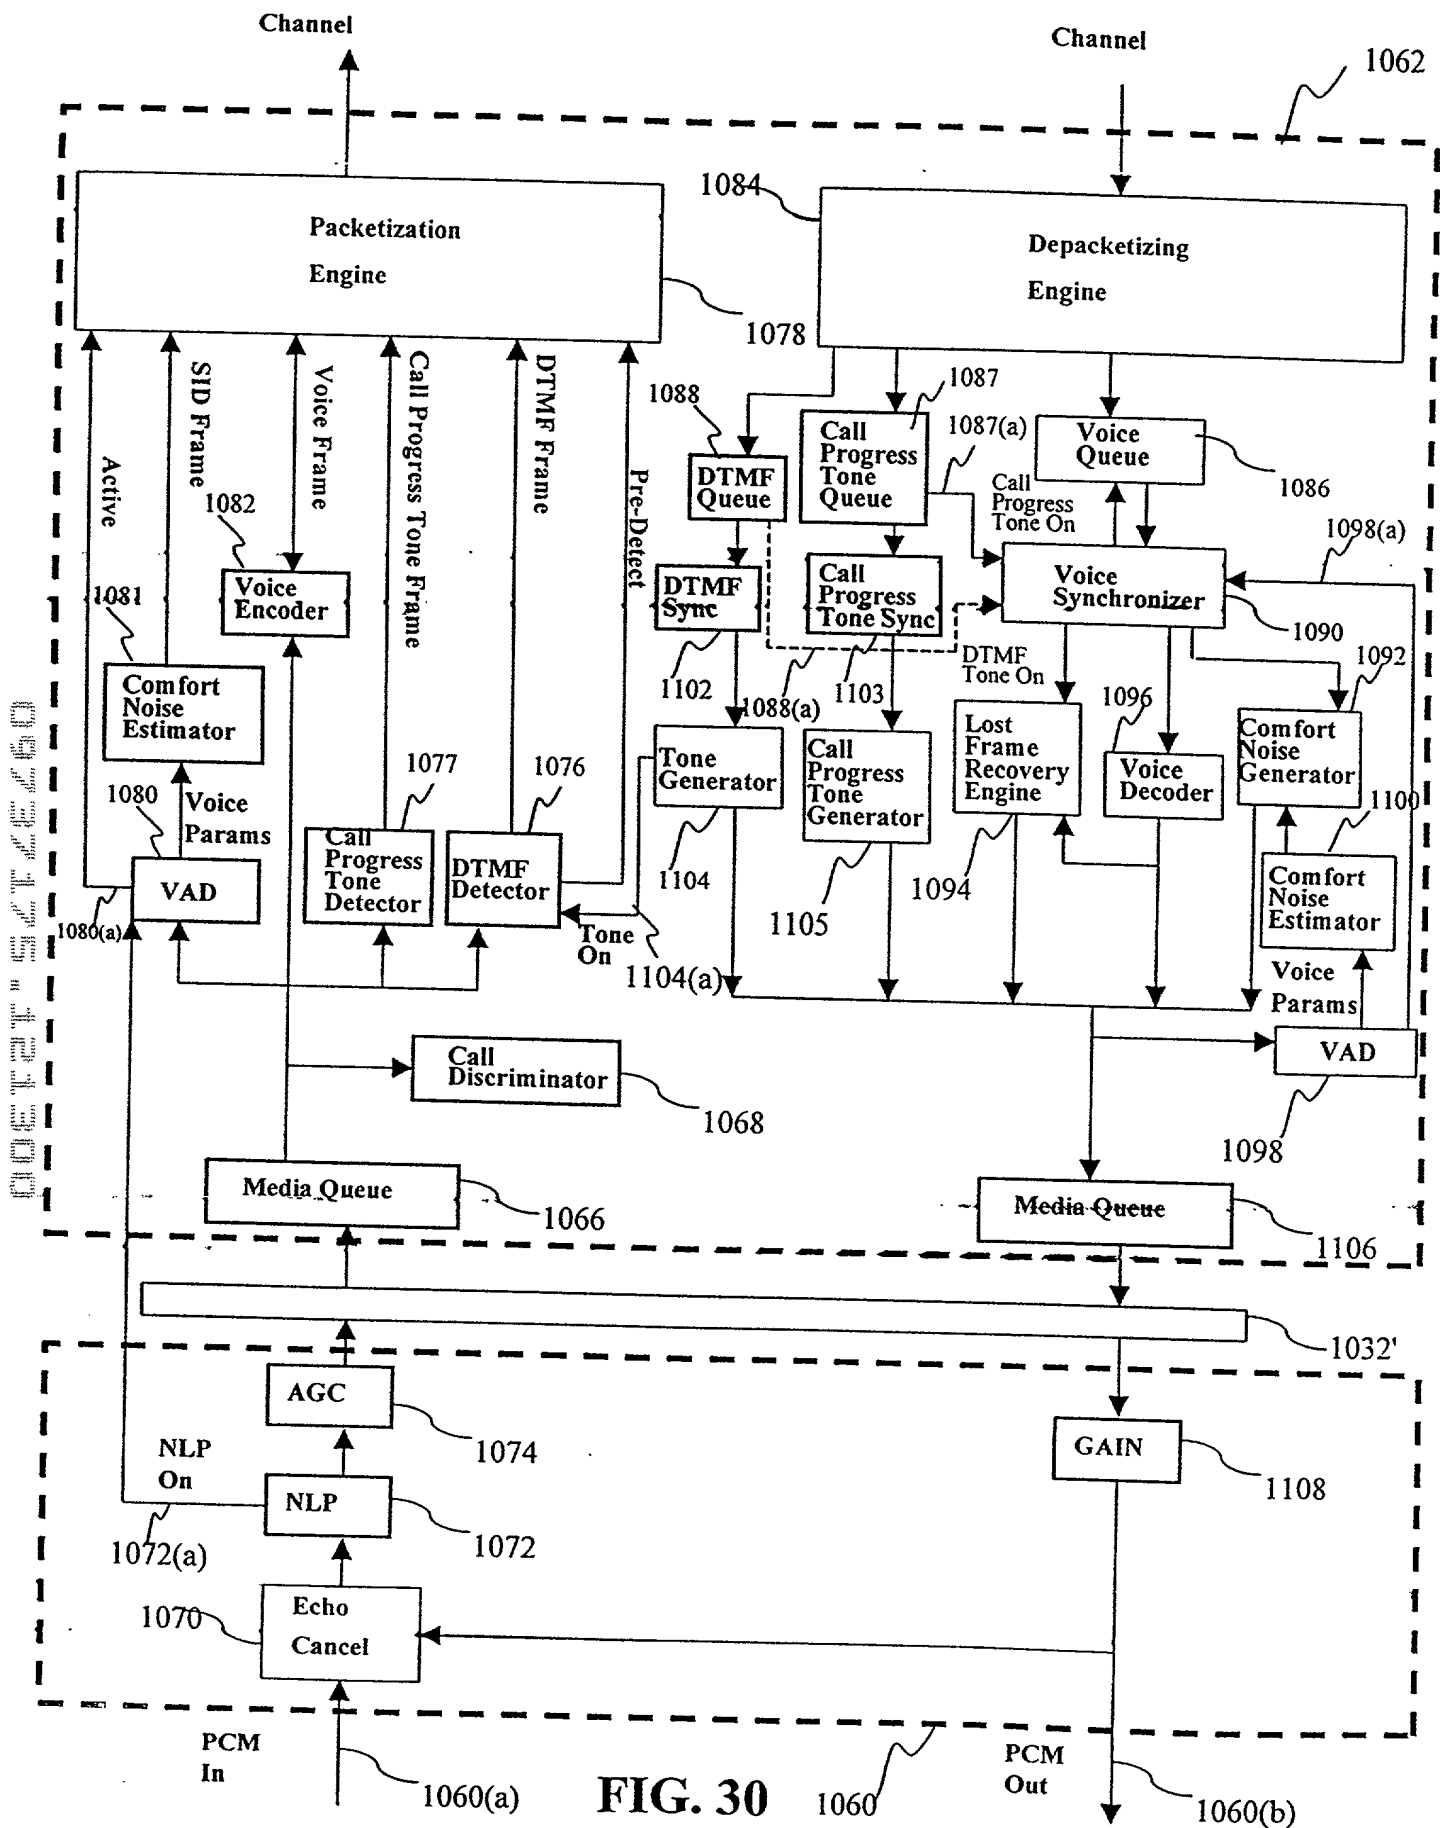 Channel
Channel
1062
Packetization
Engine
1078
1084
Depacketizing
Engine
Active
SID Frame
Voice Frame
Call Progress Tone Frame
DTMF Frame
Pre-Detect
1088
DTMF
Queue
1087
Call
Progress
Tone
Queue
1087(a)
Voice
Queue
1086
Call
Progress
Tone On
1098(a)
1082
Voice
Encoder
DTMF
Sync
1102
Call
Progress
Tone Sync
1103
1088(a)
Voice
Synchronizer
1090
DTMF
Tone On
1081
Comfort
Noise
Estimator
1080
Voice
Params
VAD
1080(a)
1077
Call
Progress
Tone
Detector
1076
DTMF
Detector
Tone
On
1104(a)
Tone
Generator
1104
Call
Progress
Tone
Generator
1105
Lost
Frame
Recovery
Engine
1094
1096
Voice
Decoder
1092
Comfort
Noise
Generator
1100
Comfort
Noise
Estimator
Voice
Params
VAD
1098
Call
Discriminator
1068
Media Queue
1066
Media Queue
1106
1032'
AGC
1074
NLP
On
NLP
1072
1072(a)
GAIN
1108
Echo
Cancel
1070
PCM
In
1060(a)
FIG. 30
1060
PCM
Out
1060(b)